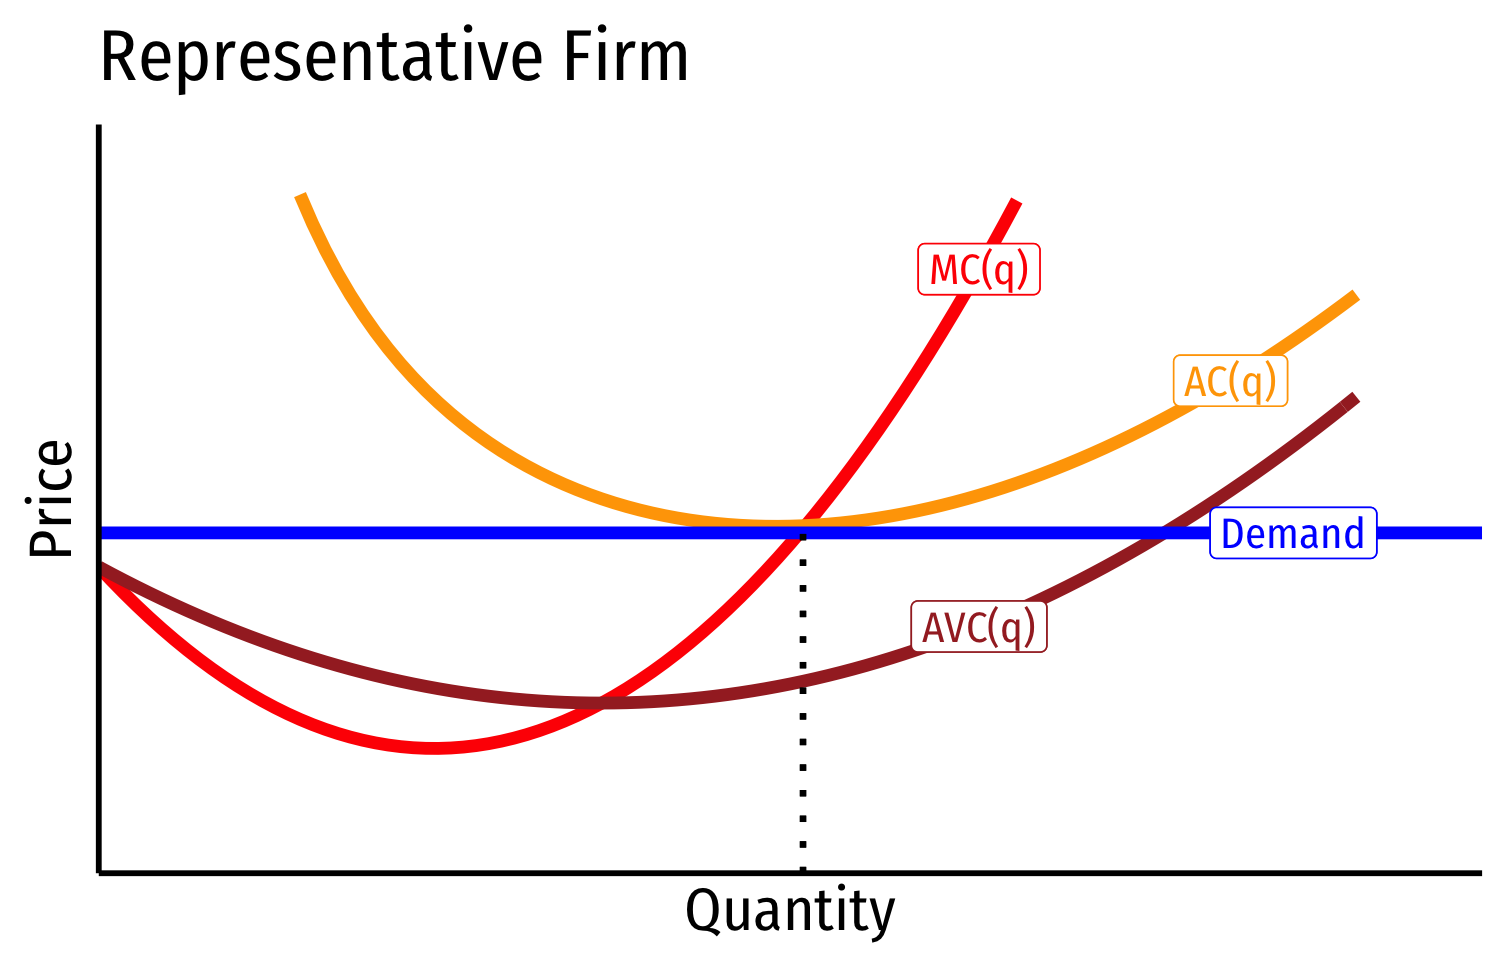 Representative Firm
MC(q)
AC(q)
Price
Demand
AVC(q)
Quantity